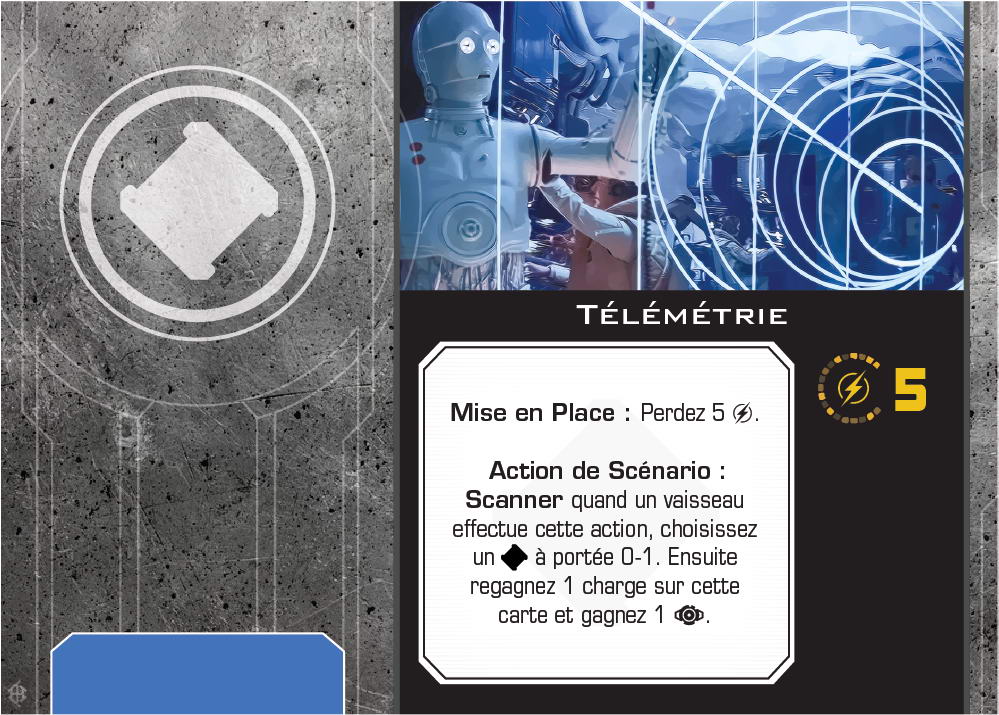 TÉLÉMÉTRIE
5
Mise en Place : Perdez 5 .
Action de Scénario :
Scanner quand un vaisseau
effectue cette action, choisissez
un à portée 0-1. Ensuite
regagnez 1 charge sur cette
carte et gagnez 1 .